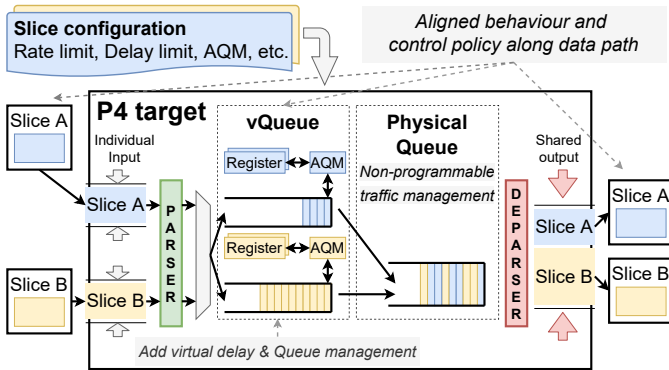 Slice configuration
Rate limit, Delay limit, AQM, etc.
Aligned behaviour and
control policy along data path
P4 target
vQueue
Physical
Queue
Slice A
Individual
Input
Register
AQM
Non-programmable
traffic management
Shared
output
Slice A
PARSER
DEPARSER
Slice A
Slice A
Register
AQM
Slice B
Slice B
Slice B
Slice B
Add virtual delay & Queue management